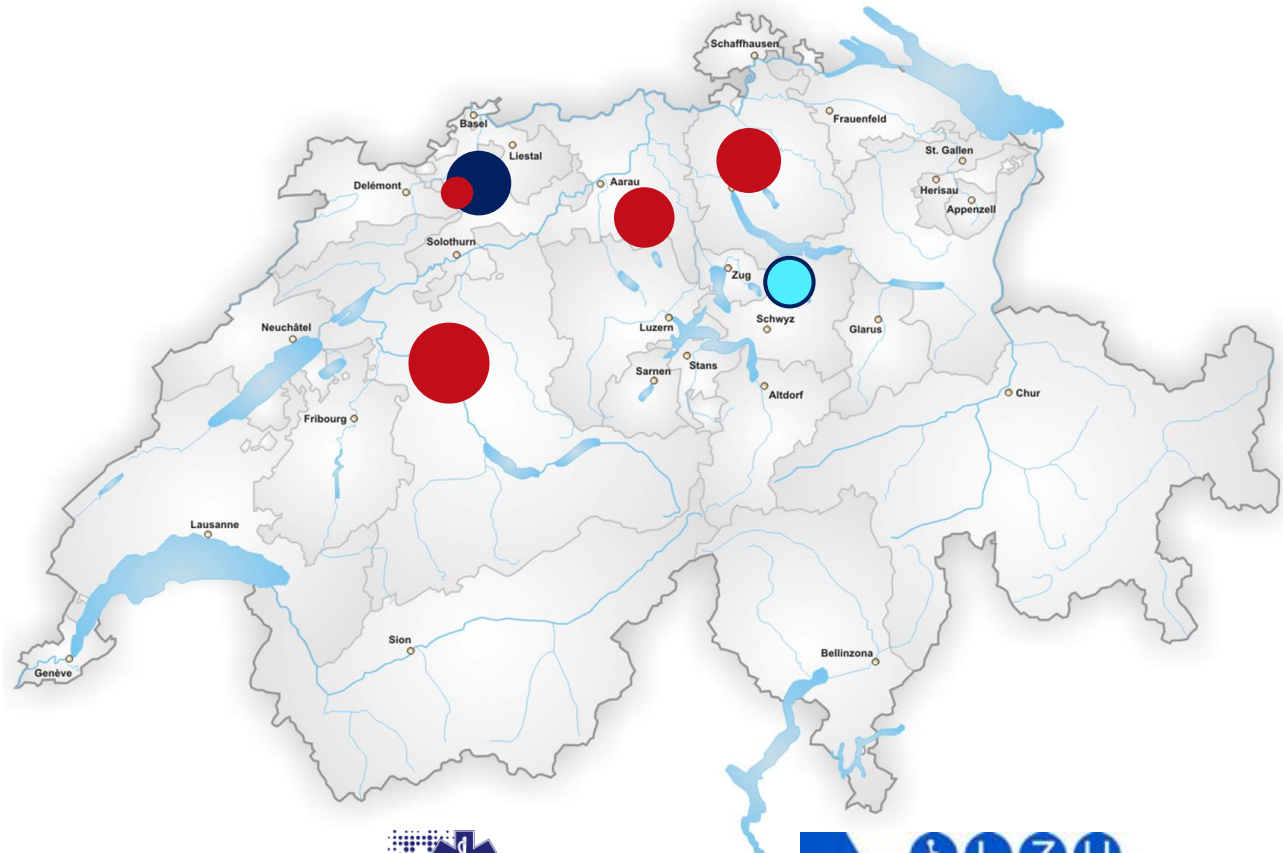 Schaffhausen
Basel
Frauenfeld
Liestal
St. Gallen
Delémont
Aarau
Herisau
Appenzell
Solothurn
Zug
Neuchâtel
Luzern
Schwyz
Glarus
Stans
Sarnen
Altdorf
Chur
Fribourg
Lausanne
Sion
Bellinzona
Genève